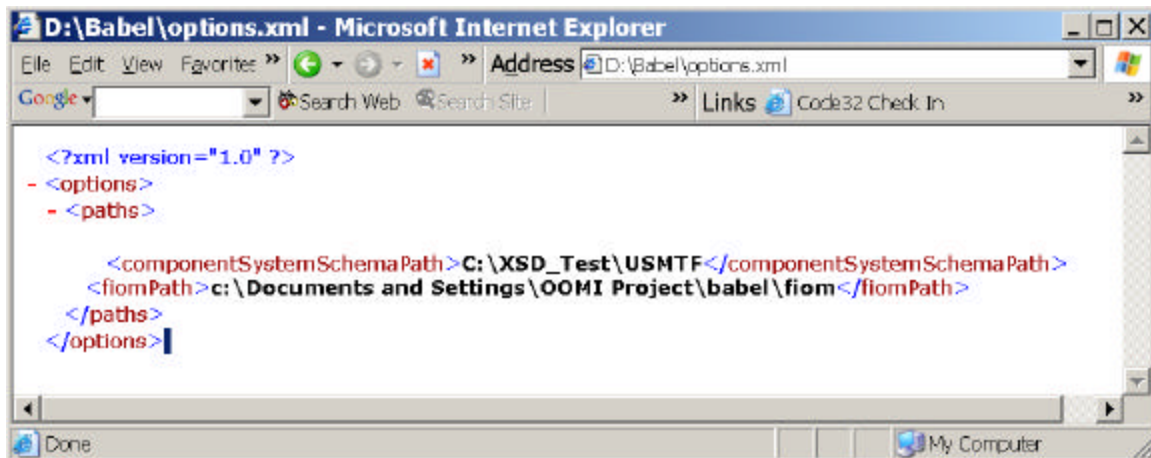 D:\Babel\options.xml - Microsoft Internet Explorer
File Edit View Favorites » » Address D:\Babel\options.xml
Google Search Web Search Site » Links Code32 Check In »
<?xml version="1.0" ?>
- <options>
- <paths>
<componentSystemSchemaPath>C:\XSD_Test\USMTF</componentSystemSchemaPath>
<fiomPath>c:\Documents and Settings\OOMI Project\babel\fiom</fiomPath>
</paths>
</options>
Done My Computer